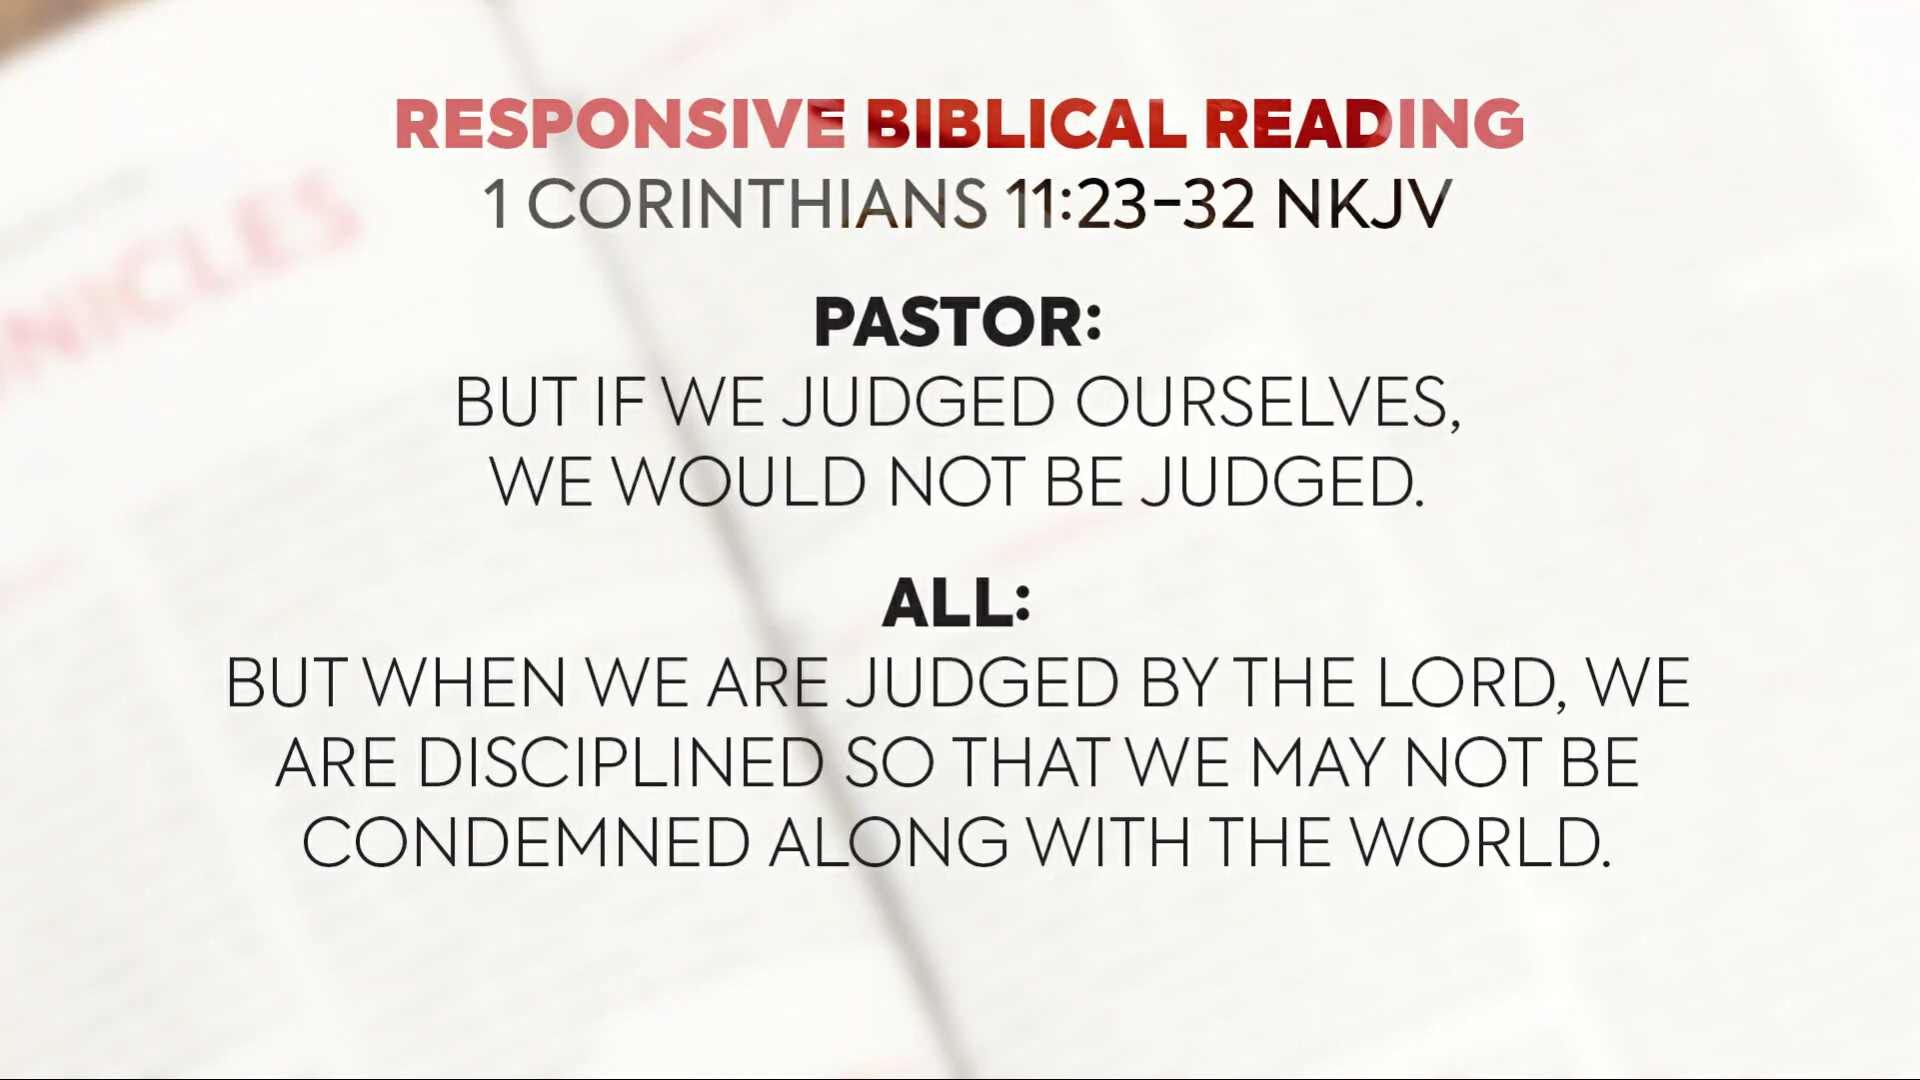 RESPONSIVE BIBLICAL READING
1 CORINTHIANS 11:23-32 NKJV
NICLES
PASTOR:
BUT IF WE JUDGED OURSELVES,
WE WOULD NOT BE JUDGED.
ALL:
BUT WHEN WE ARE JUDGED BY THE LORD, WE
ARE DISCIPLINED SO THAT WE MAY NOT BE
CONDEMNED ALONG WITH THE WORLD.